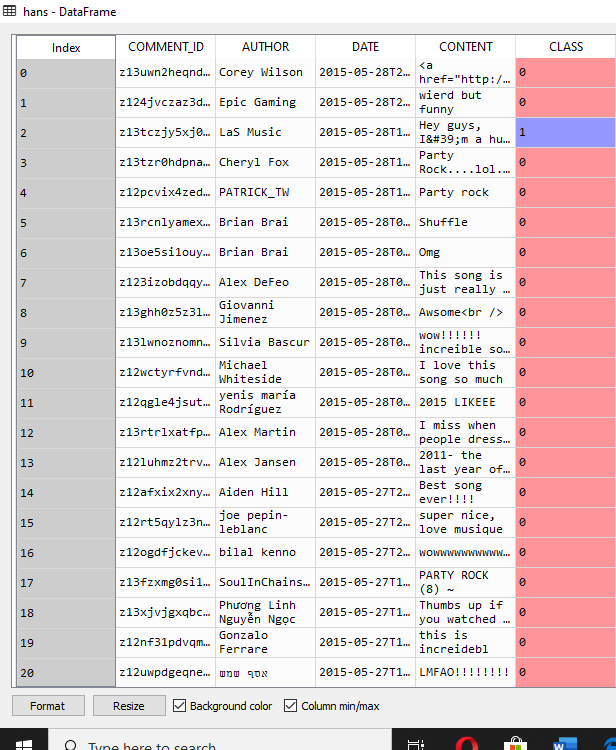 hans - DataFrame
Index COMMENT_ID AUTHOR DATE CONTENT CLASS
0 z13uwn2heqnd... Corey Wilson 2015-05-28T2... <a
href="http:/... 0
1 z124jvczaz3d... Epic Gaming 2015-05-28T2... wierd but
funny 0
2 z13tczjy5xj0... LaS Music 2015-05-28T1... Hey guys,
I&#39;m a hu... 1
3 z13tzr0hdpna... Cheryl Fox 2015-05-28T1... Party
Rock....lol.... 0
4 z12pcvix4zed... PATRICK_TW 2015-05-28T1... Party rock 0
5 z13rcnlyamex... Brian Brai 2015-05-28T0... Shuffle 0
6 z13oe5si1ouy... Brian Brai 2015-05-28T0... Omg 0
7 z123izobdqqy... Alex DeFeo 2015-05-28T0... This song is
just really ... 0
8 z13ghh0z5z3l... Giovanni
Jimenez 2015-05-28T0... Awsome<br /> 0
9 z13lwnoznomn... Silvia Bascur 2015-05-28T0... wow!!!!!!
increible so... 0
10 z12wctyrfvnd... Michael
Whiteside 2015-05-28T0... I love this
song so much 0
11 z12qgle4jsut... yenis maría
Rodríguez 2015-05-28T0... 2015 LIKEEE 0
12 z13rtrlxatfp... Alex Martin 2015-05-28T0... I miss when
people dress... 0
13 z12luhmz2trv... Alex Jansen 2015-05-28T0... 2011- the
last year of... 0
14 z12afxix2xny... Aiden Hill 2015-05-27T2... Best song
ever!!!! 0
15 z12rt5qylz3n... joe pepin-
leblanc 2015-05-27T2... super nice,
love musique 0
16 z12ogdfjckev... bilal kenno 2015-05-27T2... wowwwwwwwwww... 0
17 z13fzxmg0si1... SoulInChains... 2015-05-27T1... PARTY ROCK
(8) ~ 0
18 z13xjvjgxqbc... Phương Linh
Nguyễn Ngọc 2015-05-27T1... Thumbs up if
you watched ... 0
19 z12nf31pdvqm... Gonzalo
Ferrare 2015-05-27T1... this is
increidebl 0
20 z12uwpdgeqne... אסף שמש 2015-05-27T1... LMFAO!!!!!!!! 0
Format Resize Background color Column min/max
Type here to search